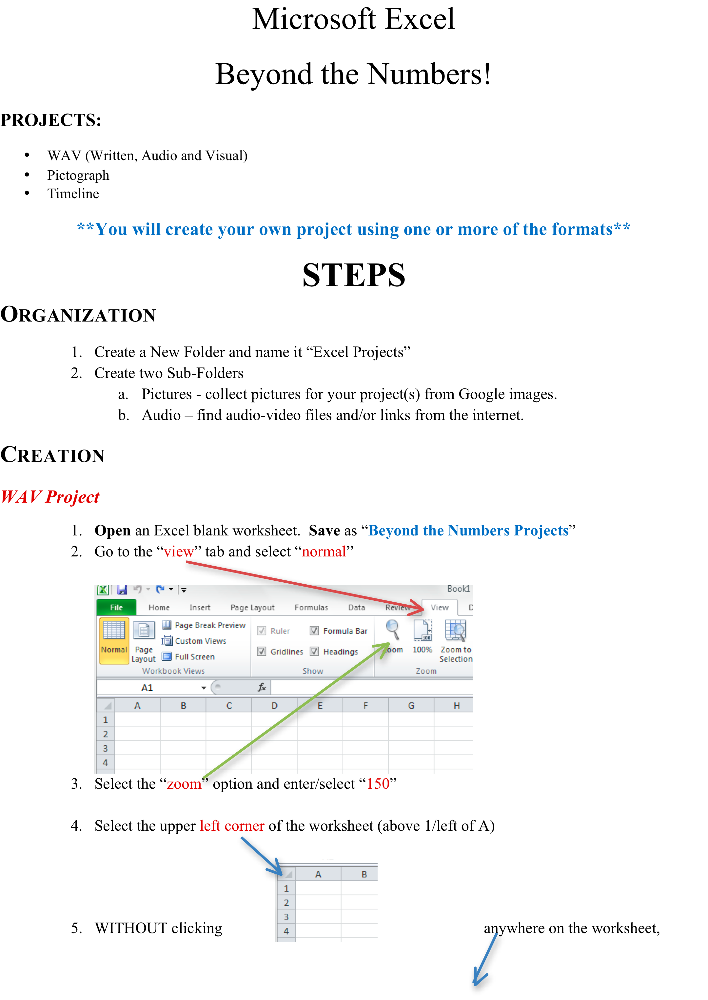 Microsoft Excel
Beyond the Numbers!
PROJECTS:
• WAV (Written, Audio and Visual)
• Pictograph
• Timeline
**You will create your own project using one or more of the formats**
STEPS
ORGANIZATION
1. Create a New Folder and name it “Excel Projects”
2. Create two Sub-Folders
a. Pictures - collect pictures for your project(s) from Google images.
b. Audio – find audio-video files and/or links from the internet.
CREATION
WAV Project
1. Open an Excel blank worksheet. Save as “Beyond the Numbers Projects”
2. Go to the “view” tab and select “normal”
Book1
File Home Insert Page Layout Formulas Data Review View D
Normal Page Layout Page Break Preview Custom Views Full Screen
Ruler Formula Bar
Gridlines Headings
Zoom 100% Zoom to Selection
Workbook Views Show Zoom
A1 fx
A B C D E F G H
1
2
3
4
3. Select the “zoom” option and enter/select “150”
4. Select the upper left corner of the worksheet (above 1/left of A)
A B
1
2
3
4
5. WITHOUT clicking anywhere on the worksheet,